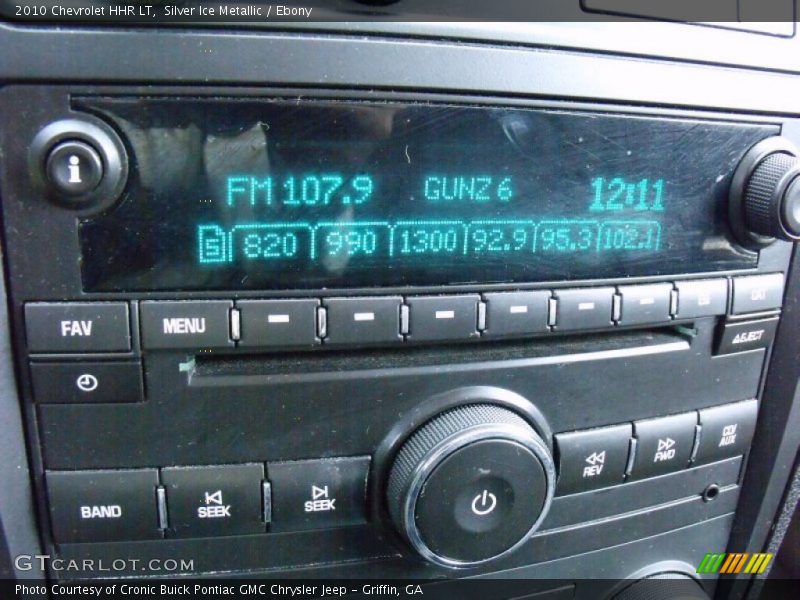 2010 Chevrolet HHR LT, Silver Ice Metallic / Ebony
i
FM 107.9 GUNZ 6 12:11
6 820 990 1300 92.9 95.3 102.1
FAV MENU CAT
EJECT
BAND SEEK SEEK REV FWD CD/AUX
GTCARLOT.COM
Photo Courtesy of Cronic Buick Pontiac GMC Chrysler Jeep - Griffin, GA